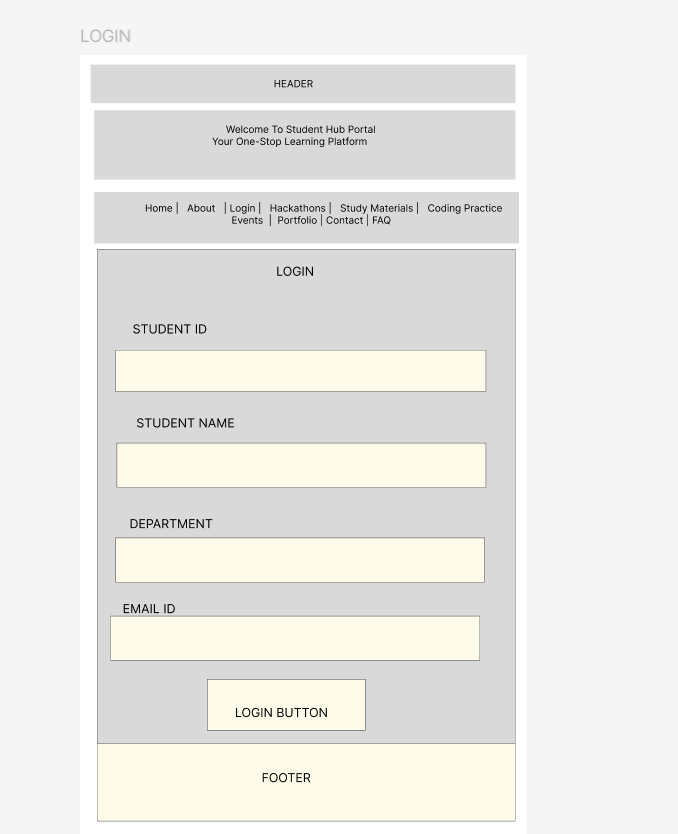 LOGIN
HEADER
Welcome To Student Hub Portal
Your One-Stop Learning Platform
Home | About | Login | Hackathons | Study Materials | Coding Practice
Events | Portfolio | Contact | FAQ
LOGIN
STUDENT ID
STUDENT NAME
DEPARTMENT
EMAIL ID
LOGIN BUTTON
FOOTER